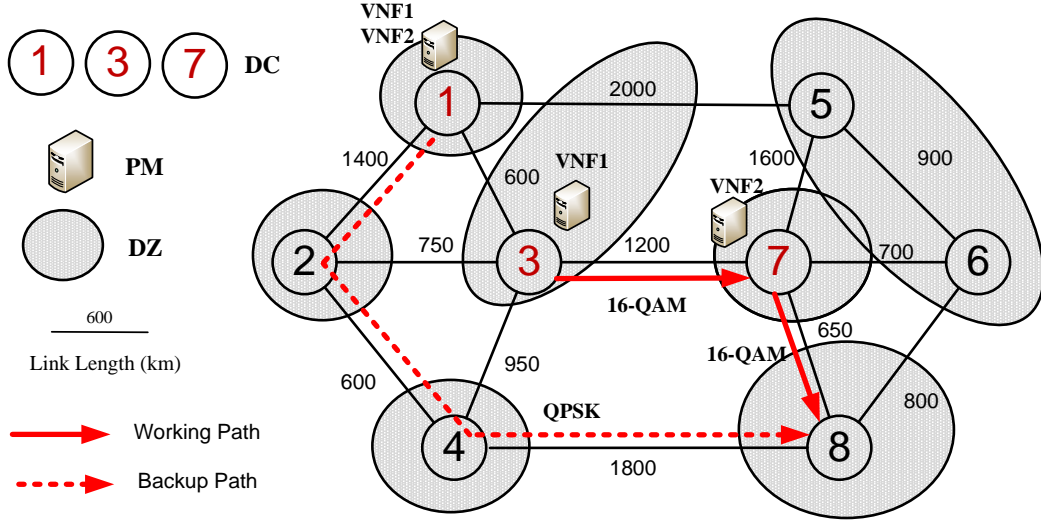 1 3 7 DC
PM
DZ
600
Link Length (km)
Working Path
Backup Path
VNF1
VNF2
1
2000
5
1400
600
VNF1
1600
900
VNF2
2
750
3
1200
7
700
6
16-QAM
650
16-QAM
600
950
QPSK
800
4
1800
8